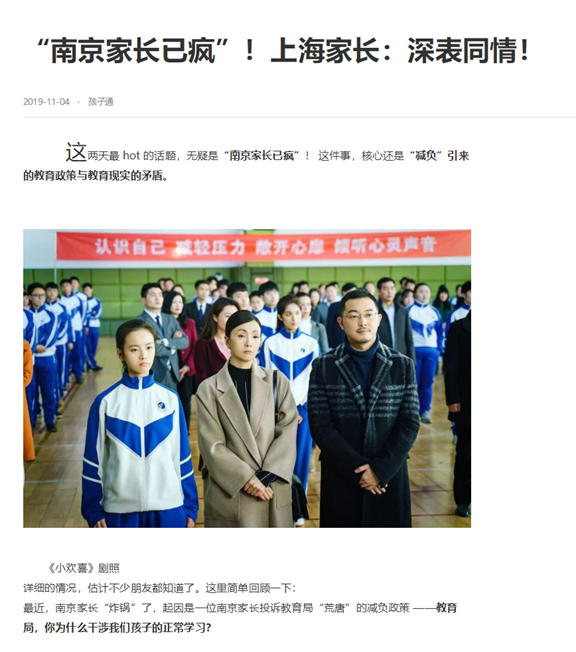 “南京家长已疯”！上海家长：深表同情！
2019-11-04 · 孩子通
这两天最 hot 的话题，无疑是“南京家长已疯”！ 这件事，核心还是“减负”引来
的教育政策与教育现实的矛盾。
认识自己 减轻压力 敞开心扉 倾听心灵声音
《小欢喜》剧照
详细的情况，估计不少朋友都知道了。这里简单回顾一下：
最近，南京家长“炸锅”了，起因是一位南京家长投诉教育局“荒唐”的减负政策 ——教育
局，你为什么干涉我们孩子的正常学习？